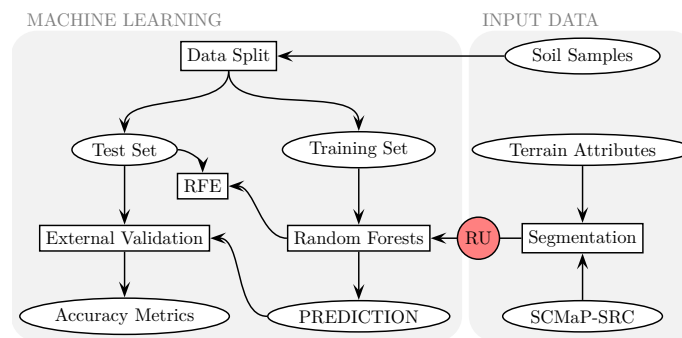 MACHINE LEARNING
INPUT DATA
Data Split
Soil Samples
Test Set
Training Set
Terrain Attributes
RFE
External Validation
Random Forests
RU
Segmentation
Accuracy Metrics
PREDICTION
SCMaP-SRC